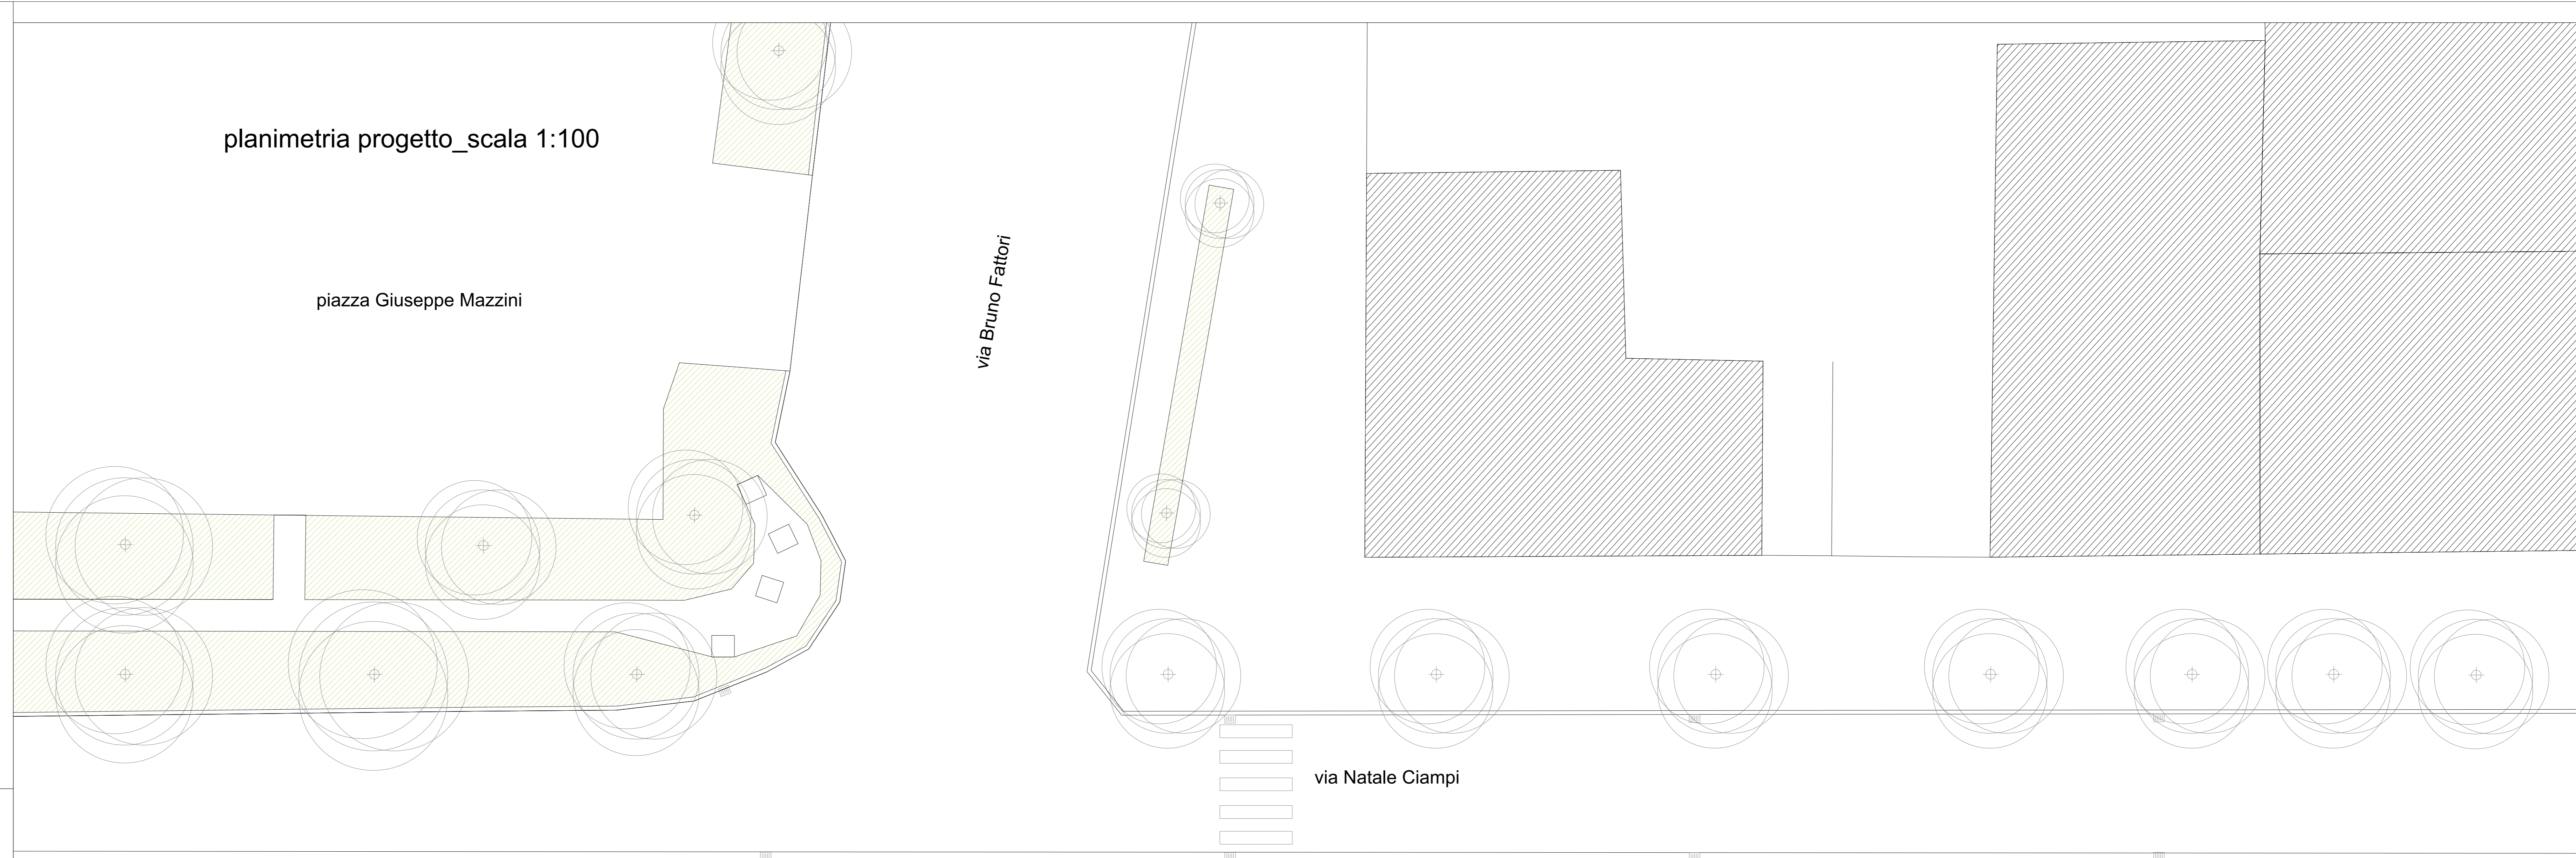 planimetria progetto_scala 1:100
piazza Giuseppe Mazzini
via Bruno Fattori
via Natale Ciampi